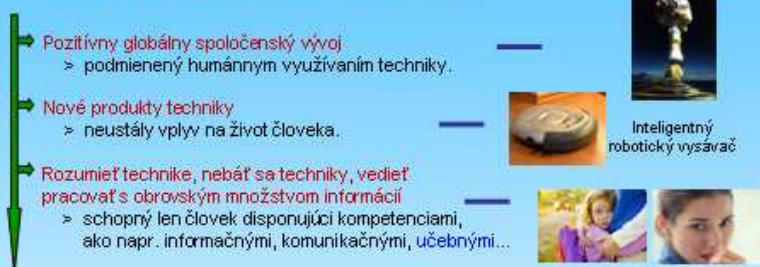 Pozitívny globálny spoločenský vývoj
> podmienený humánnym využívaním techniky.
Nové produkty techniky
> neustály vplyv na život človeka.
Inteligentný
robotický vysávač
Rozumieť technike, nebáť sa techniky, vedieť
pracovať s obrovským množstvom informácií
> schopný len človek disponujúci kompetenciami,
ako napr. informačnými, komunikačnými, učebnými...